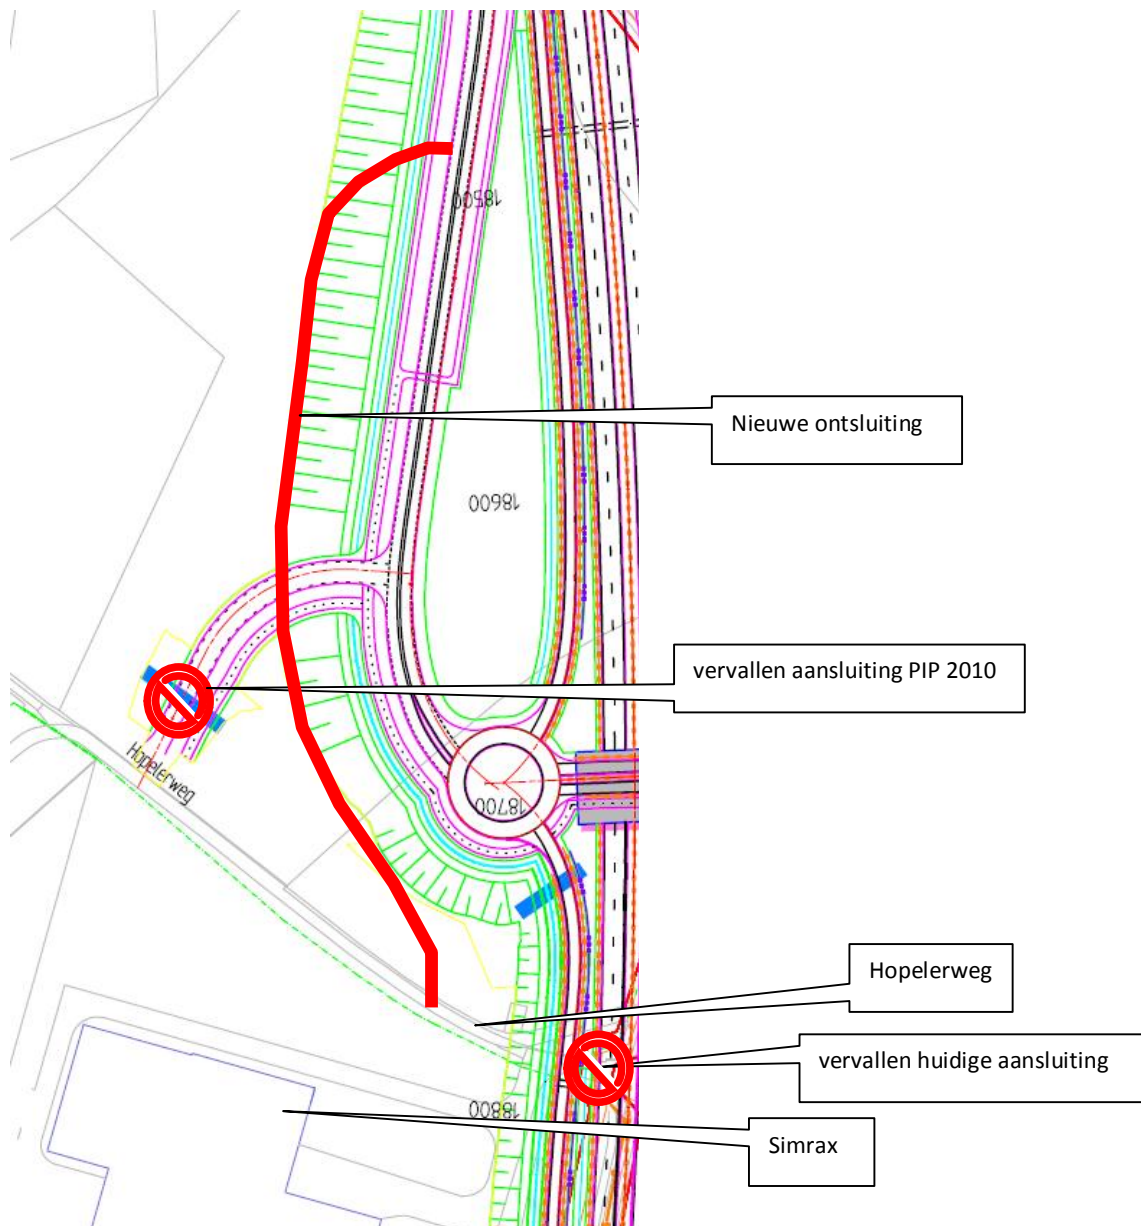 18500
Nieuwe ontsluiting
18600
vervallen aansluiting PIP 2010
Hopelerweg
18700
Hopelerweg
vervallen huidige aansluiting
18800
Simrax